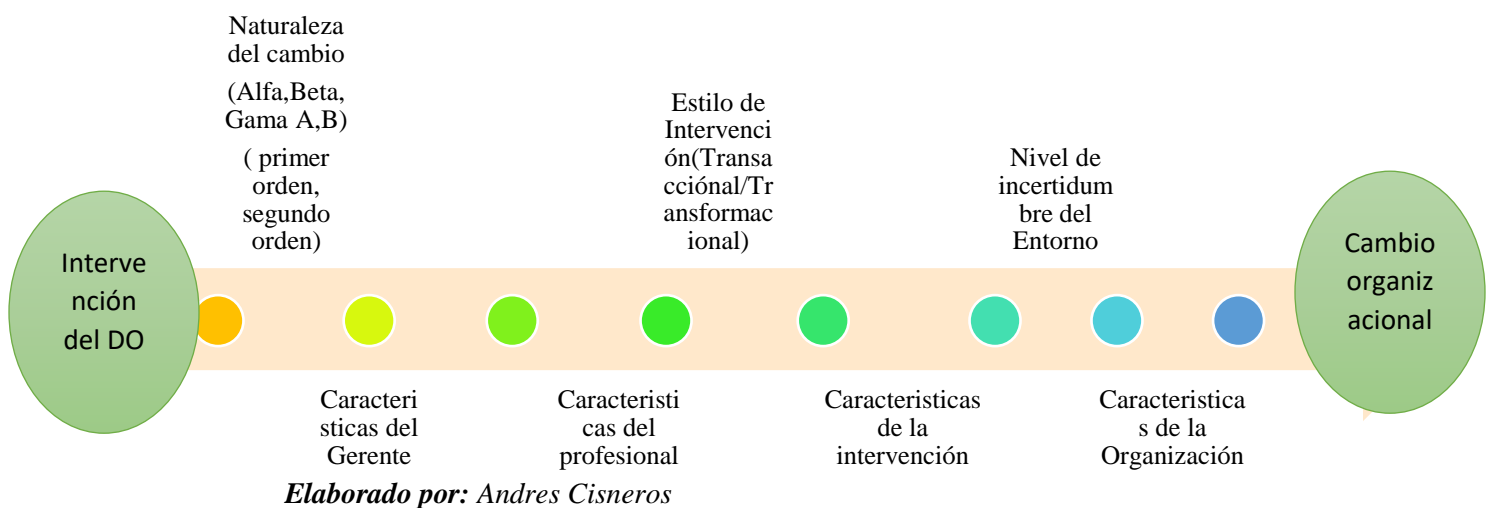 Naturaleza
del cambio
(Alfa,Beta,
Gama A,B)
( primer
orden,
segundo
orden)
Estilo de
Intervenci
ón(Transa
cciónal/Tr
ansformac
ional)
Nivel de
incertidum
bre del
Entorno
Interve
nción
del DO
Cambio
organiz
acional
Caracteri
sticas del
Gerente
Caracteristi
cas del
profesional
Caracteristicas
de la
intervención
Caracteristica
s de la
Organización
Elaborado por: Andres Cisneros